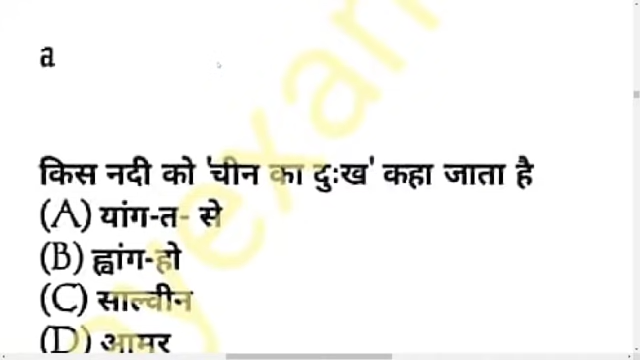 a
किस नदी को 'चीन का दुःख' कहा जाता है
(A) यांग-त- से
(B) ह्वांग-हो
(C) साल्वीन
(D) आमर